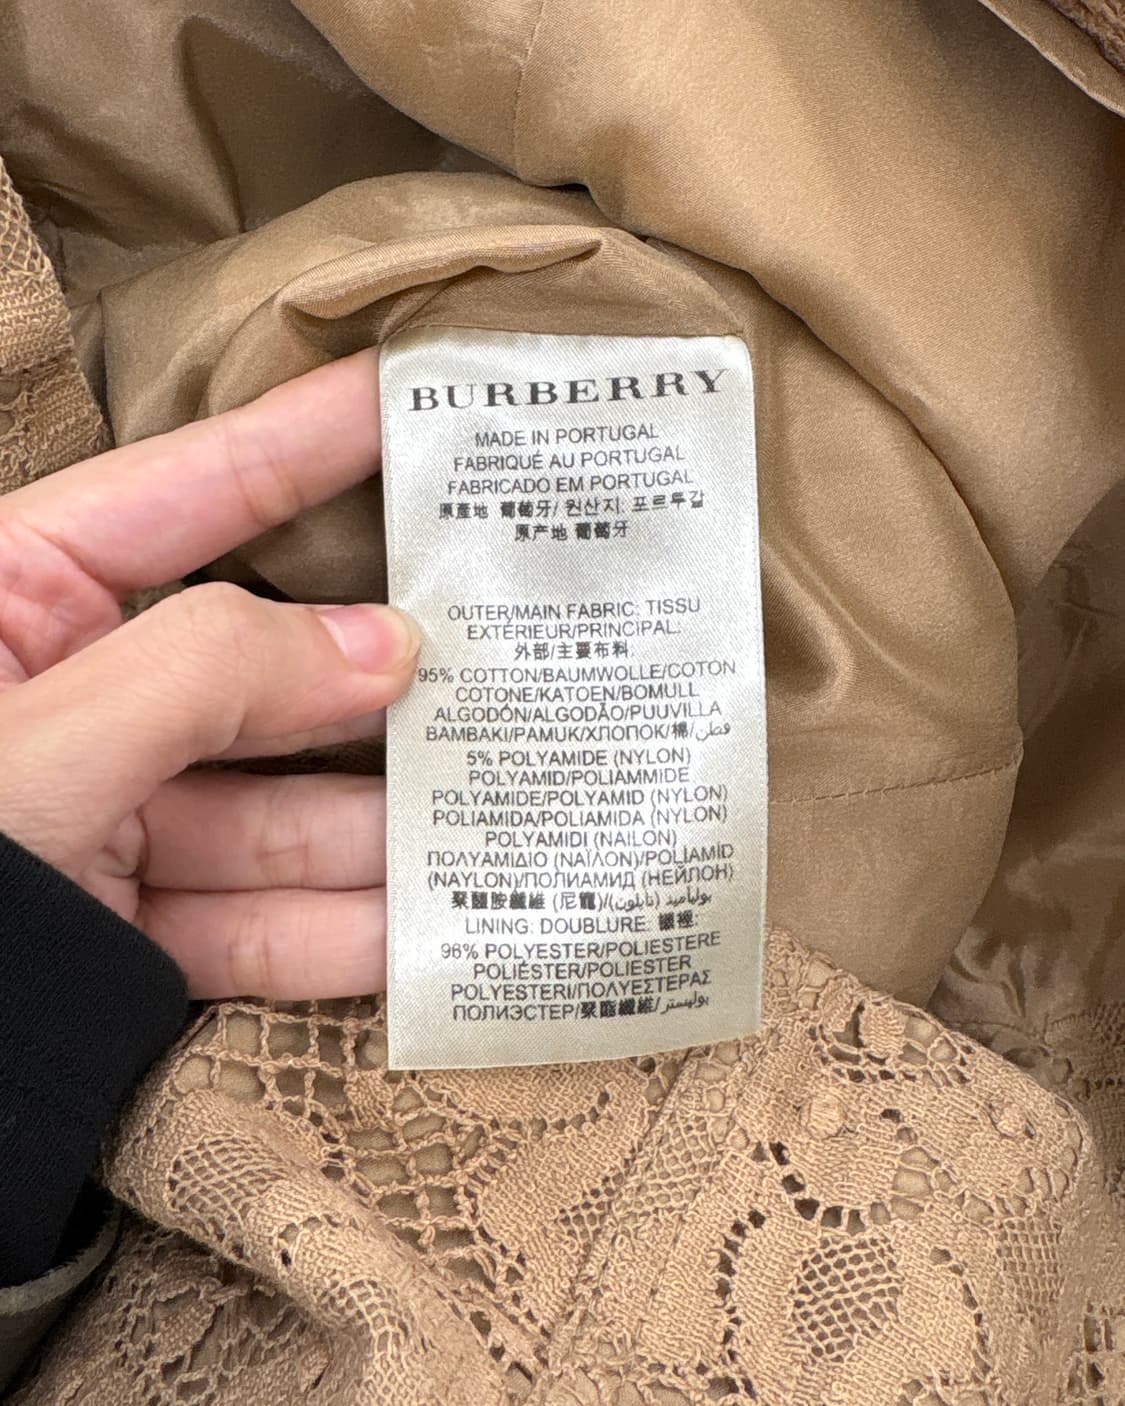 BURBERRY
MADE IN PORTUGAL
FABRIQUÉ AU PORTUGAL
FABRICADO EM PORTUGAL
原產地 葡萄牙/ 원산지: 포르투갈
原产地 葡萄牙
OUTER/MAIN FABRIC: TISSU
EXTÉRIEUR/PRINCIPAL:
外部/主要布料:
95% COTTON/BAUMWOLLE/COTON
COTONE/KATOEN/BOMULL
ALGODÓN/ALGODÃO/PUUVILLA
BAMBAKI/PAMUK/ХЛОПОК/棉/قطن
5% POLYAMIDE (NYLON)
POLYAMID/POLIAMMIDE
POLYAMIDE/POLYAMID (NYLON)
POLIAMIDA/POLIAMIDA (NYLON)
POLYAMIDI (NAILON)
ΠΟΛΥΑΜΙΔΙΟ (ΝΑΪΛΟΝ)/POLİAMİD
(NAYLON)/ПОЛИАМИД (НЕЙЛОН)
聚醯胺纖維 (尼龍)/(نايلون) بولياميد
LINING: DOUBLURE: 襯裡:
96% POLYESTER/POLIESTERE
POLIÉSTER/POLIESTER
POLYESTERI/ΠΟΛΥΕΣΤΕΡΑΣ
ПОЛИЭСТЕР/聚酯纖維/بوليستر